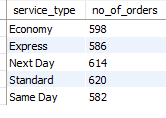 service_type no_of_orders
Economy 598
Express 586
Next Day 614
Standard 620
Same Day 582